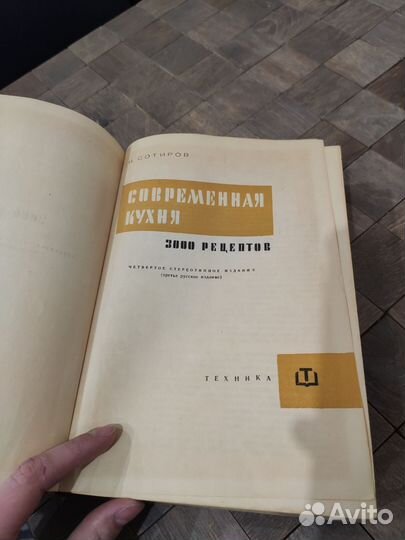 Н. СОТИРОВ
СОВРЕМЕННАЯ
КУХНЯ
3000 РЕЦЕПТОВ
ЧЕТВЕРТОЕ СТЕРЕОТИПНОЕ ИЗДАНИЕ
(третье русское издание)
ТЕХНИКА
Т
Avito